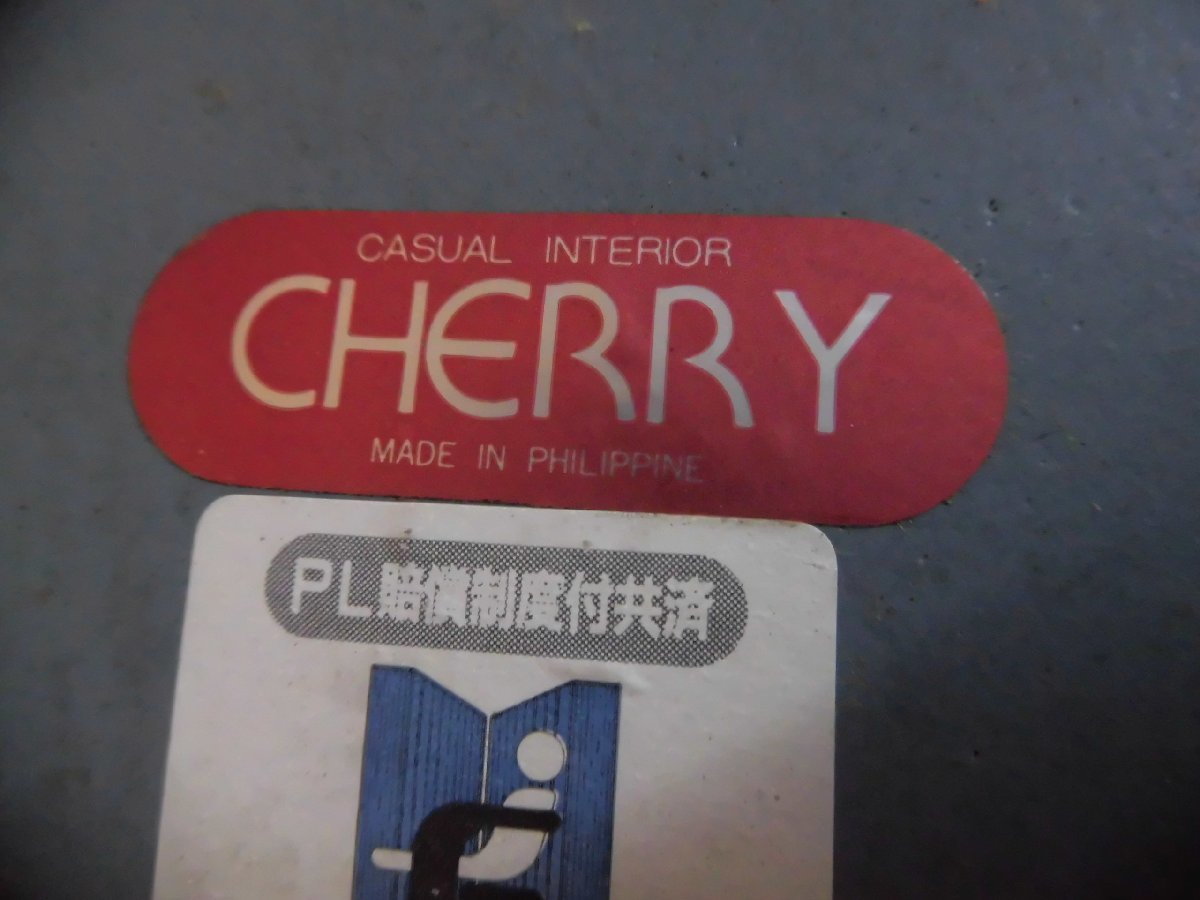 CASUAL INTERIOR
CHERRY
MADE IN PHILIPPINE
PL賠償制度付共済